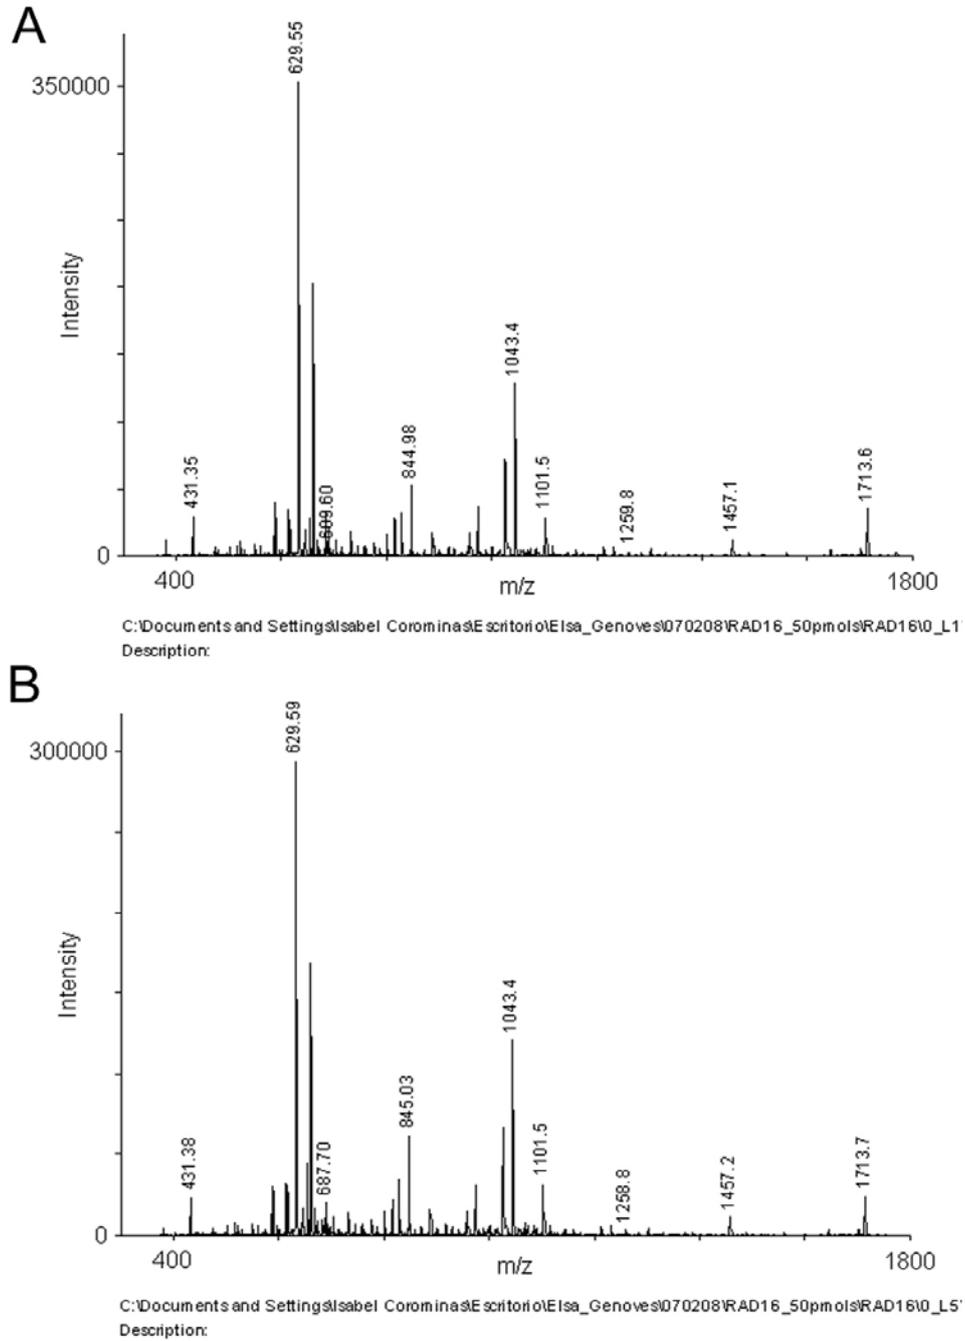 A
629.55
350000
Intensity
1043.4
844.98
1713.6
431.35
1101.5
609.60
1457.1
1259.8
0
400
m/z
1800
C:\Documents and Settings\Isabel Corominas\Escritorio\Elsa_Genoves\070208\RAD16_50pmols\RAD16\0_L1
Description:
B
629.59
300000
Intensity
1043.4
845.03
1101.5
1713.7
431.38
687.70
1457.2
1258.8
0
400
m/z
1800
C:\Documents and Settings\Isabel Corominas\Escritorio\Elsa_Genoves\070208\RAD16_50pmols\RAD16\0_L5
Description: